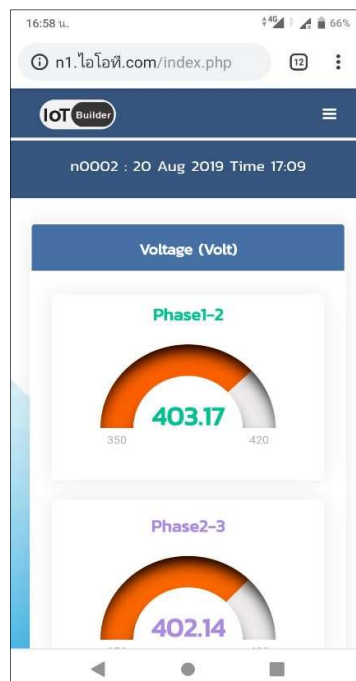 16:58 น.
4G 66%
n1.ไอโอที.com/index.php 12
IoT Builder
n0002 : 20 Aug 2019 Time 17:09
Voltage (Volt)
Phase1-2
403.17
350 420
Phase2-3
402.14